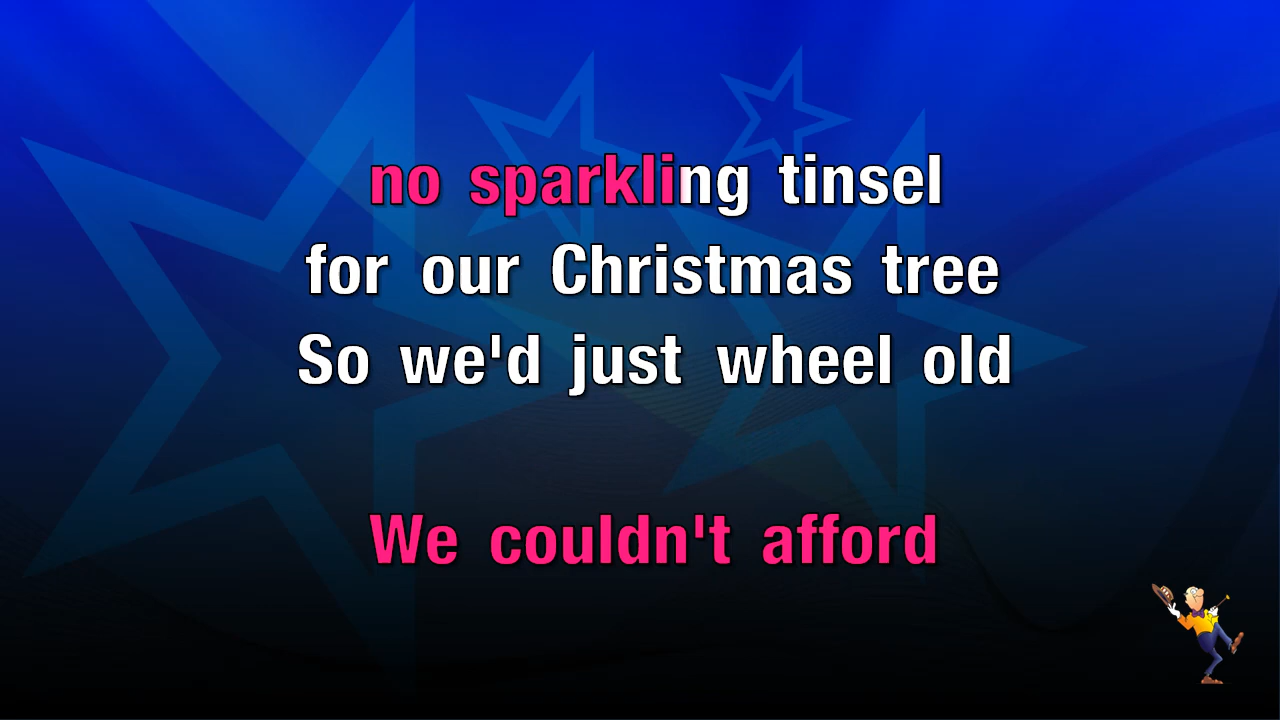 no sparkling tinsel
for our Christmas tree
So we'd just wheel old
We couldn't afford